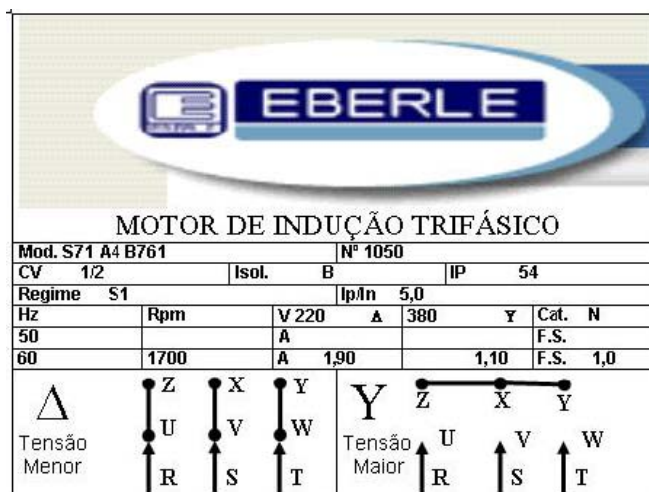 EBERLE
MOTOR DE INDUÇÃO TRIFÁSICO
Mod. S71 A4 B761 Nº 1050
CV 1/2 Isol. B IP 54
Regime S1 Ip/In 5,0
Hz Rpm V 220 Δ 380 Y Cat. N
50 A F.S.
60 1700 A 1,90 1,10 F.S. 1,0
Δ Z X Y Y Z X Y
Tensão U V W Tensão U V W
Menor R S T Maior R S T